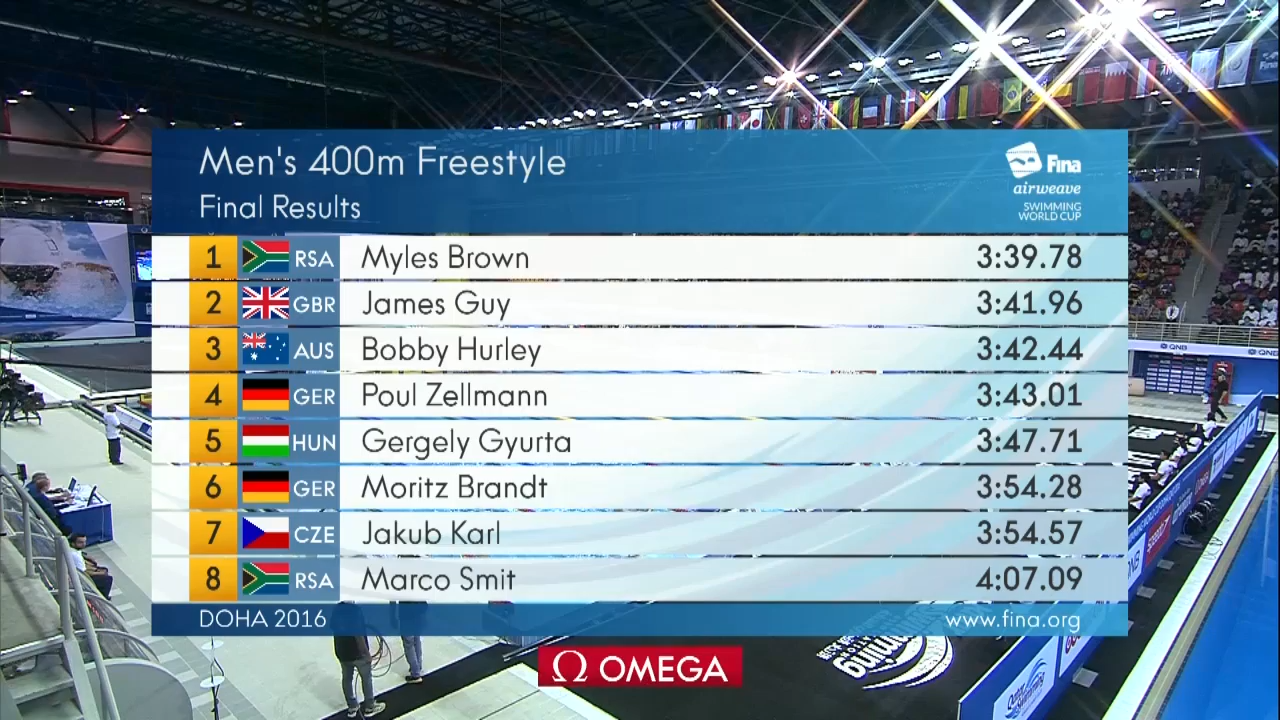 Men's 400m Freestyle
Final Results
Fina
airweave
SWIMMING
WORLD CUP
1 RSA Myles Brown 3:39.78
2 GBR James Guy 3:41.96
3 AUS Bobby Hurley 3:42.44
4 GER Poul Zellmann 3:43.01
5 HUN Gergely Gyurta 3:47.71
6 GER Moritz Brandt 3:54.28
7 CZE Jakub Karl 3:54.57
8 RSA Marco Smit 4:07.09
DOHA 2016
www.fina.org
Ω OMEGA
QNB
QNB